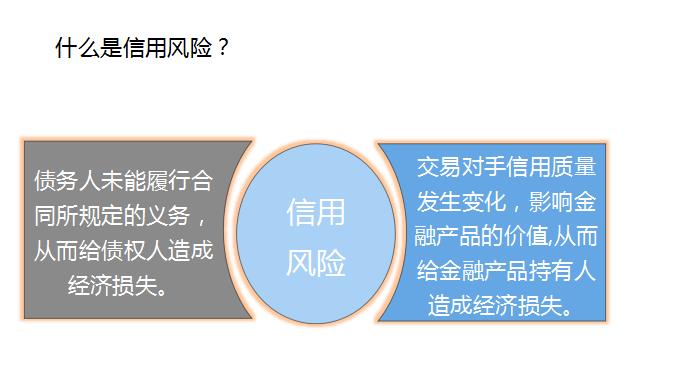 什么是信用风险？
债务人未能履行合
同所规定的义务，
从而给债权人造成
经济损失。
信用
风险
交易对手信用质量
发生变化，影响金
融产品的价值,从而
给金融产品持有人
造成经济损失。